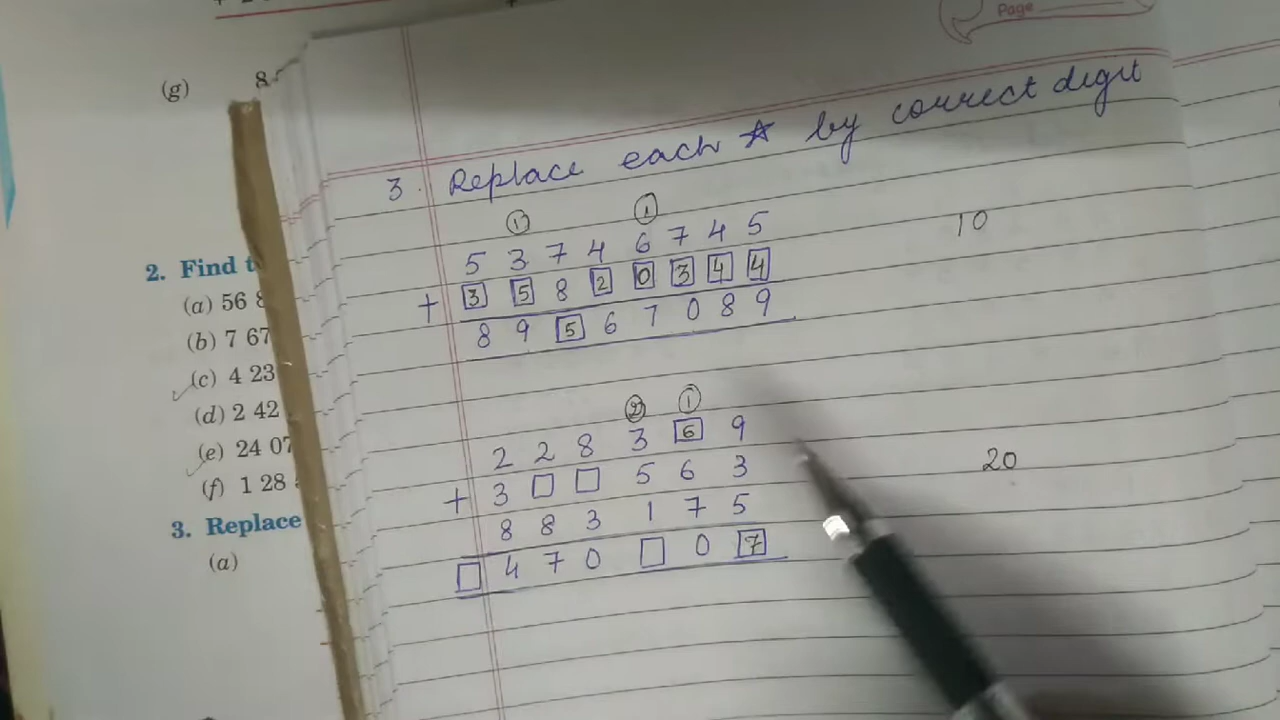 Page
(g) 8
3. Replace each ☆ by correct digit
① ①
5 3 7 4 6 7 4 5
10
+ 3 5 8 2 0 3 4 4
8 9 5 6 7 0 8 9
② ①
2 2 8 3 6 9
+ 3 □ □ 5 6 3
20
8 8 3 1 7 5
□ 4 7 0 □ 0 7
2. Find t
(a) 56 8
(b) 7 67
(c) 4 23
(d) 2 42
(e) 24 07
(f) 1 28
3. Replace
(a)